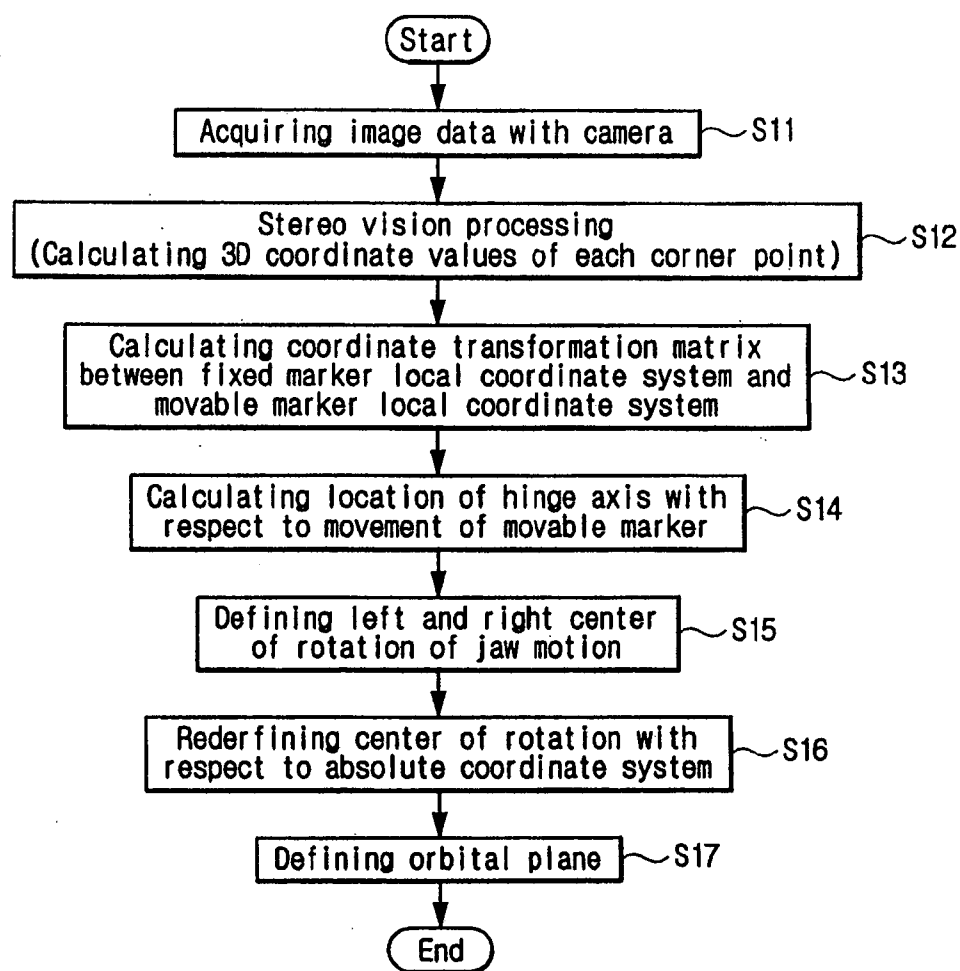 Start
Acquiring image data with camera
S11
Stereo vision processing
(Calculating 3D coordinate values of each corner point)
S12
Calculating coordinate transformation matrix
between fixed marker local coordinate system and
movable marker local coordinate system
S13
Calculating location of hinge axis with
respect to movement of movable marker
S14
Defining left and right center
of rotation of jaw motion
S15
Rederfining center of rotation with
respect to absolute coordinate system
S16
Defining orbital plane
S17
End